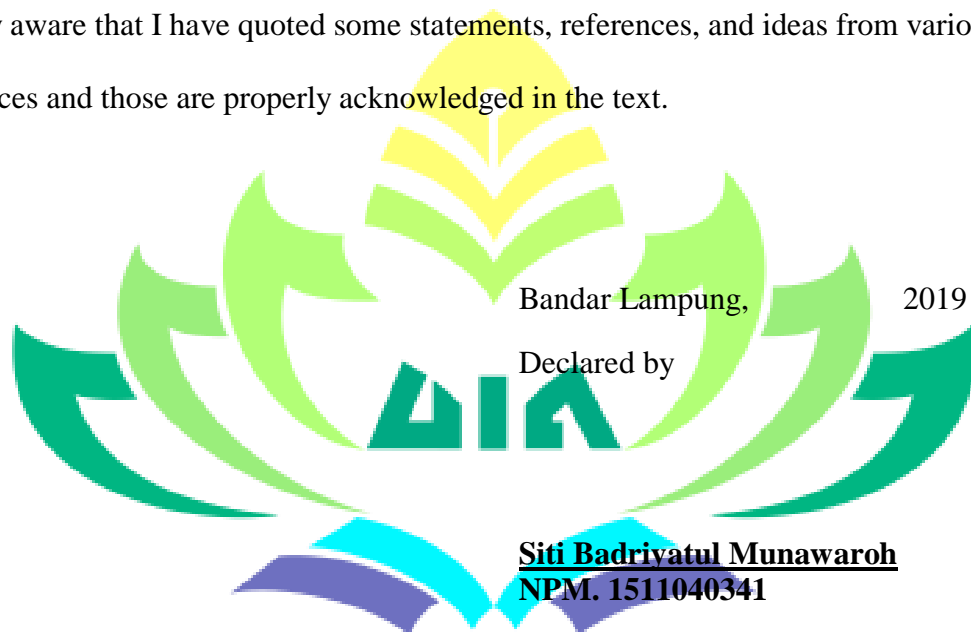 aware that I have quoted some statements, references, and ideas from vario
ces and those are properly acknowledged in the text.
Bandar Lampung, 2019
Declared by
UIN
Siti Badriyatul Munawaroh
NPM. 1511040341